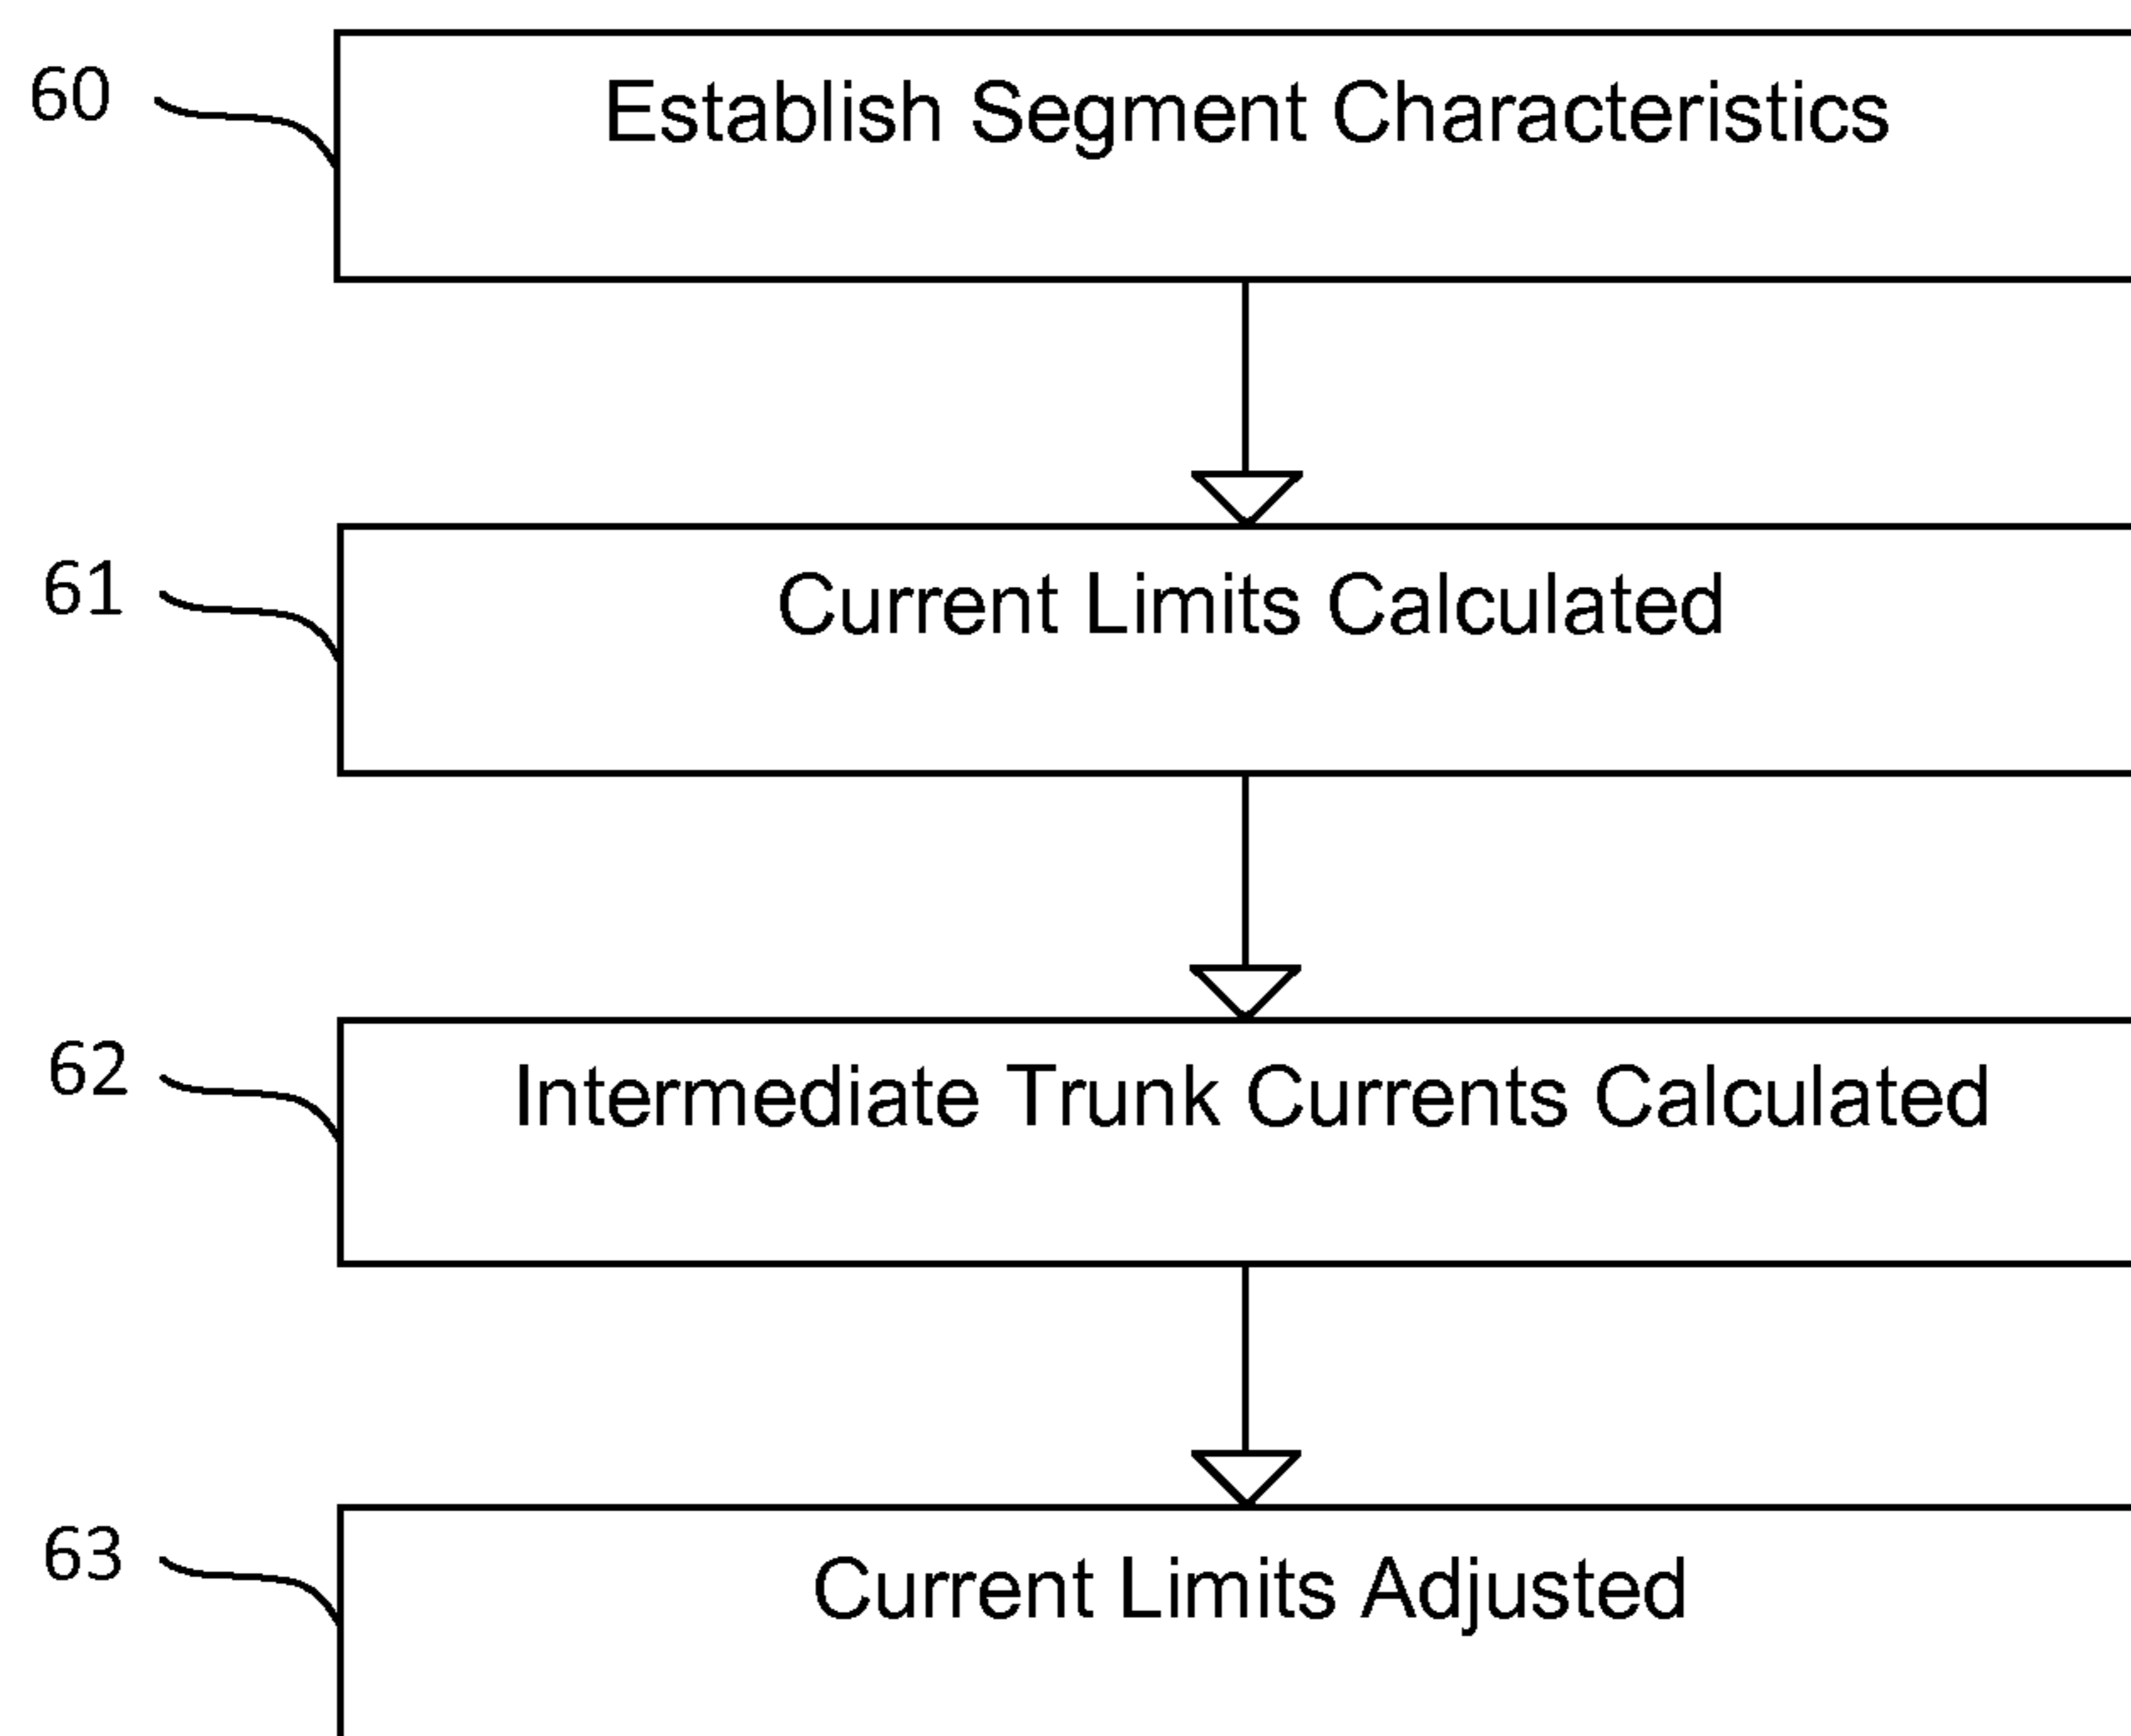 60 Establish Segment Characteristics
61 Current Limits Calculated
62 Intermediate Trunk Currents Calculated
63 Current Limits Adjusted